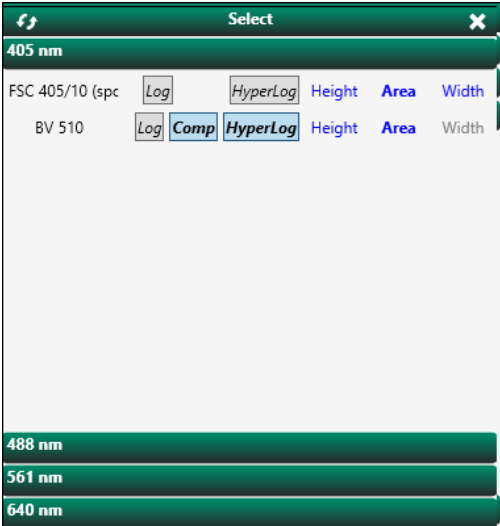 Select
405 nm
FSC 405/10 (spc Log HyperLog Height Area Width
BV 510 Log Comp HyperLog Height Area Width
488 nm
561 nm
640 nm